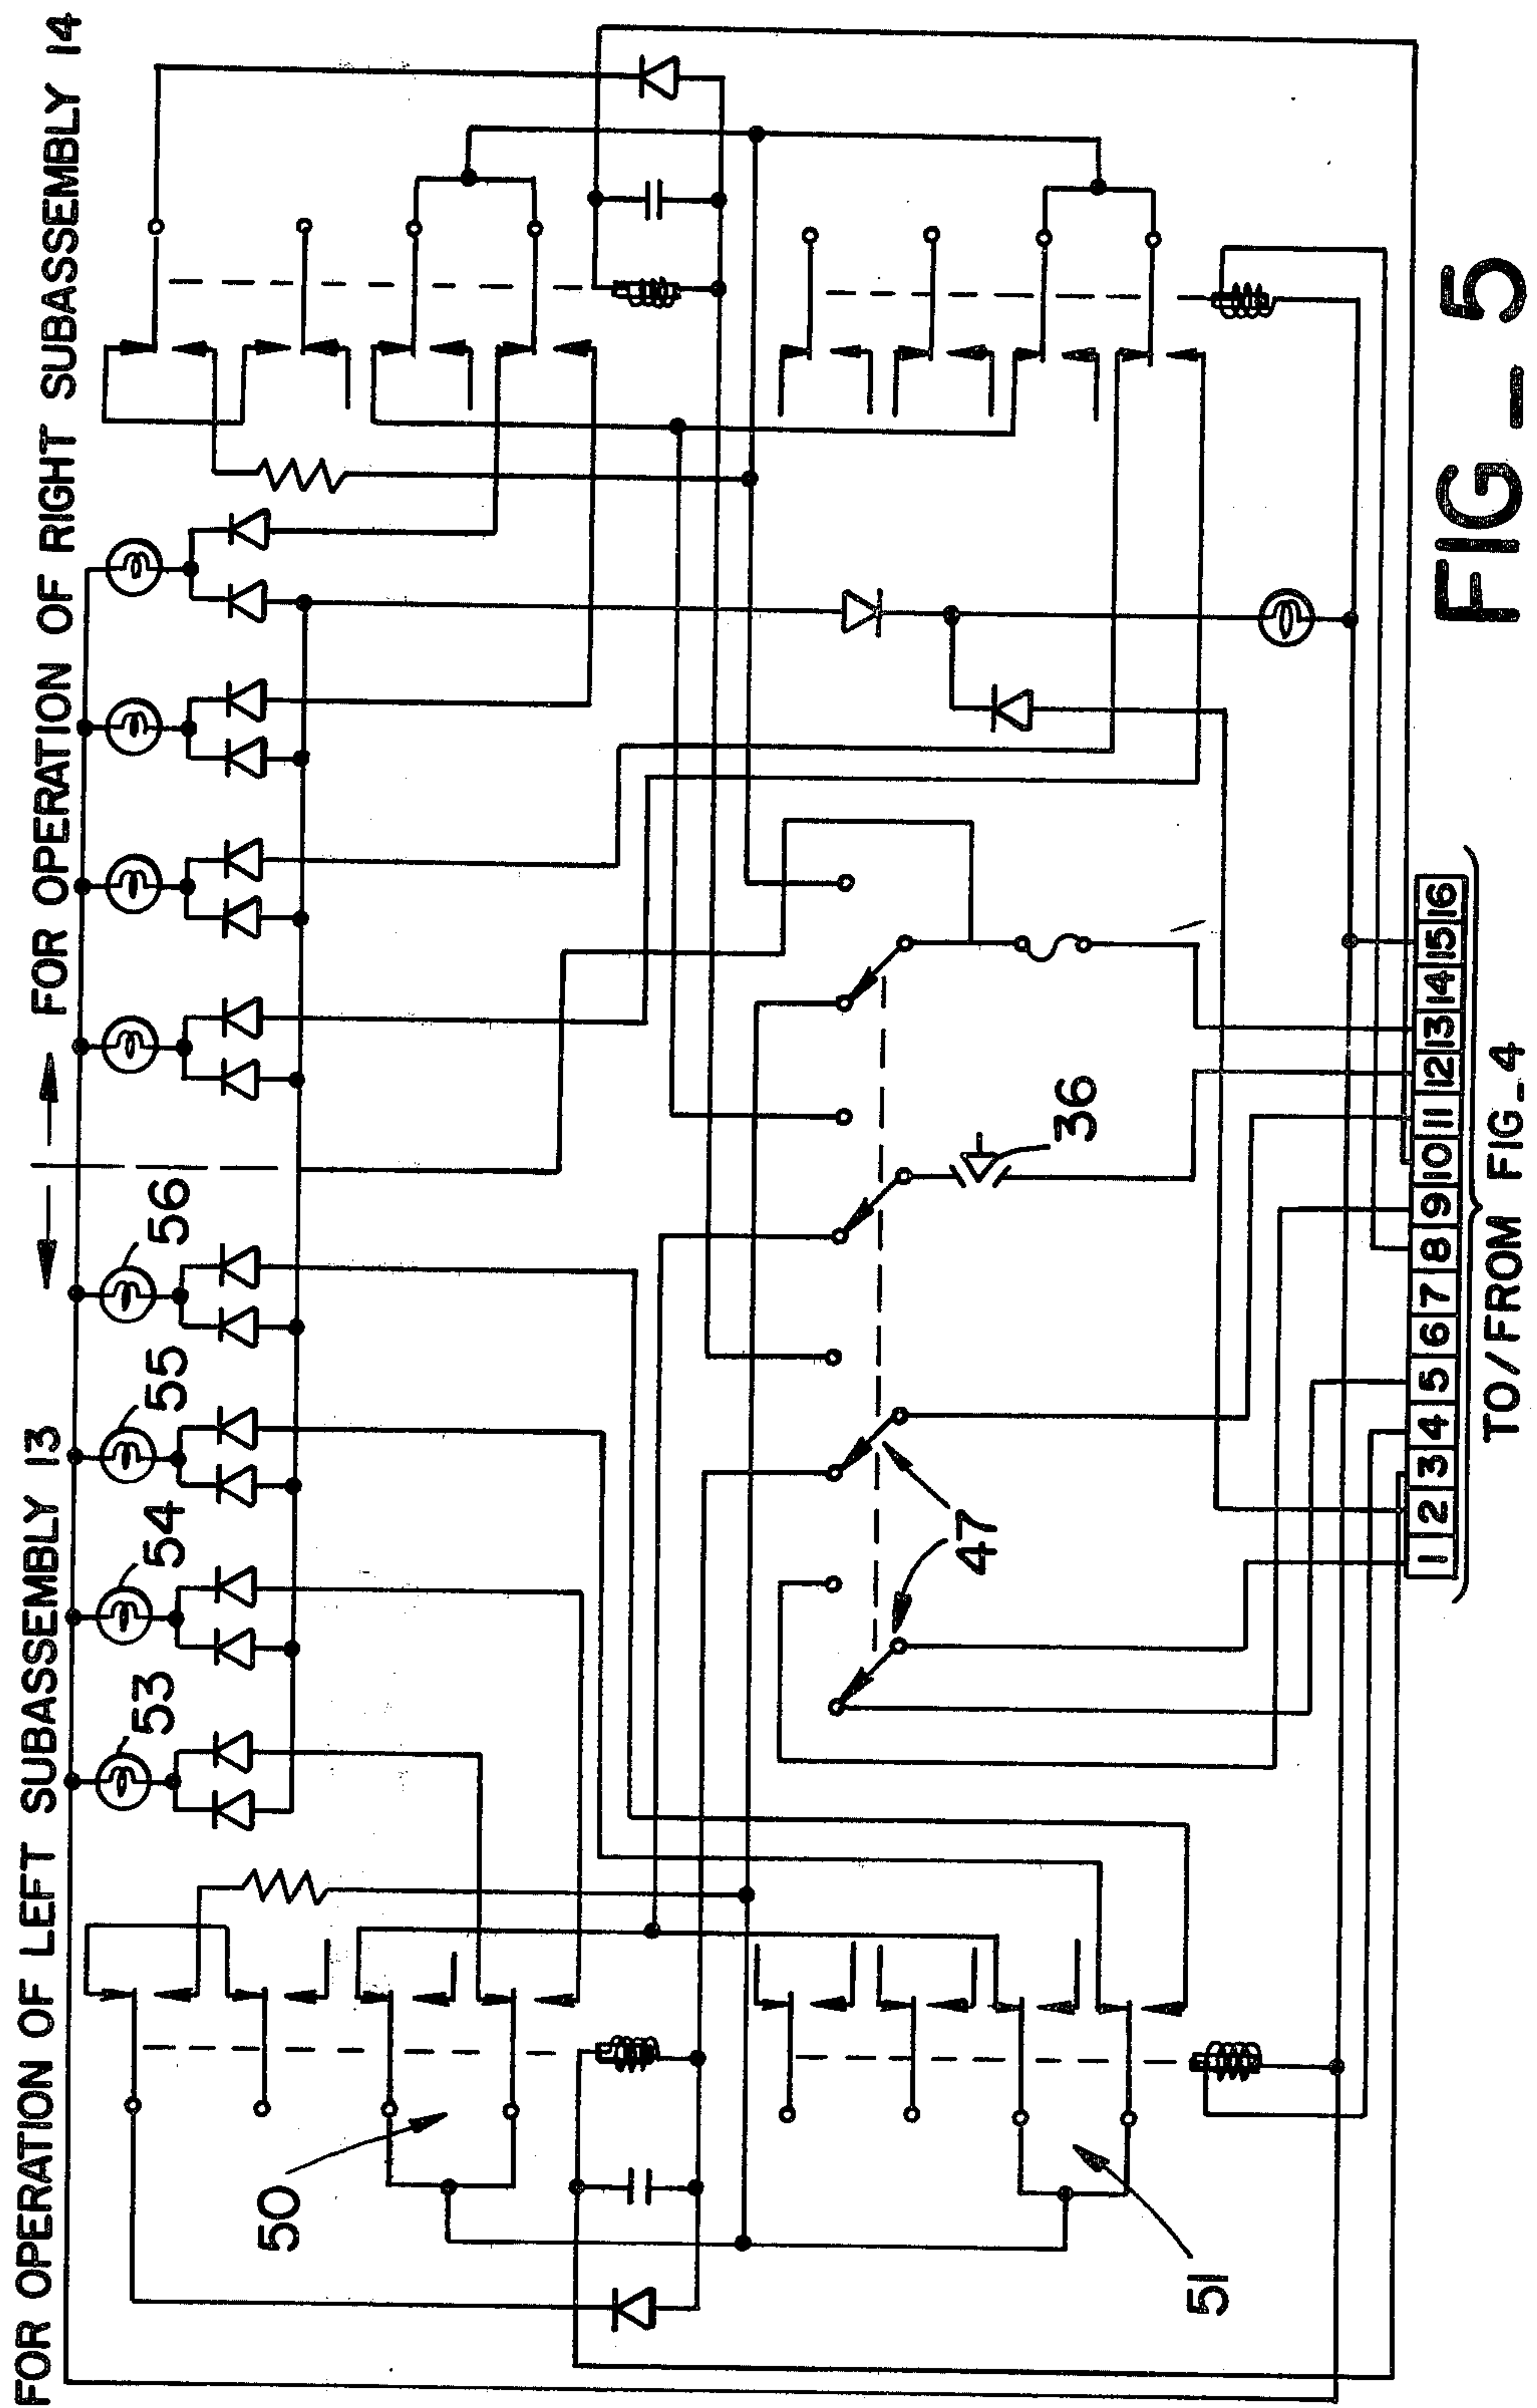 FOR OPERATION OF LEFT SUBASSEMBLY 13
FOR OPERATION OF RIGHT SUBASSEMBLY 14
53
54
55
56
50
51
47
36
1 2 3 4 5 6 7 8 9 10 11 12 13 14 15 16
TO/FROM FIG_4
FIG_5